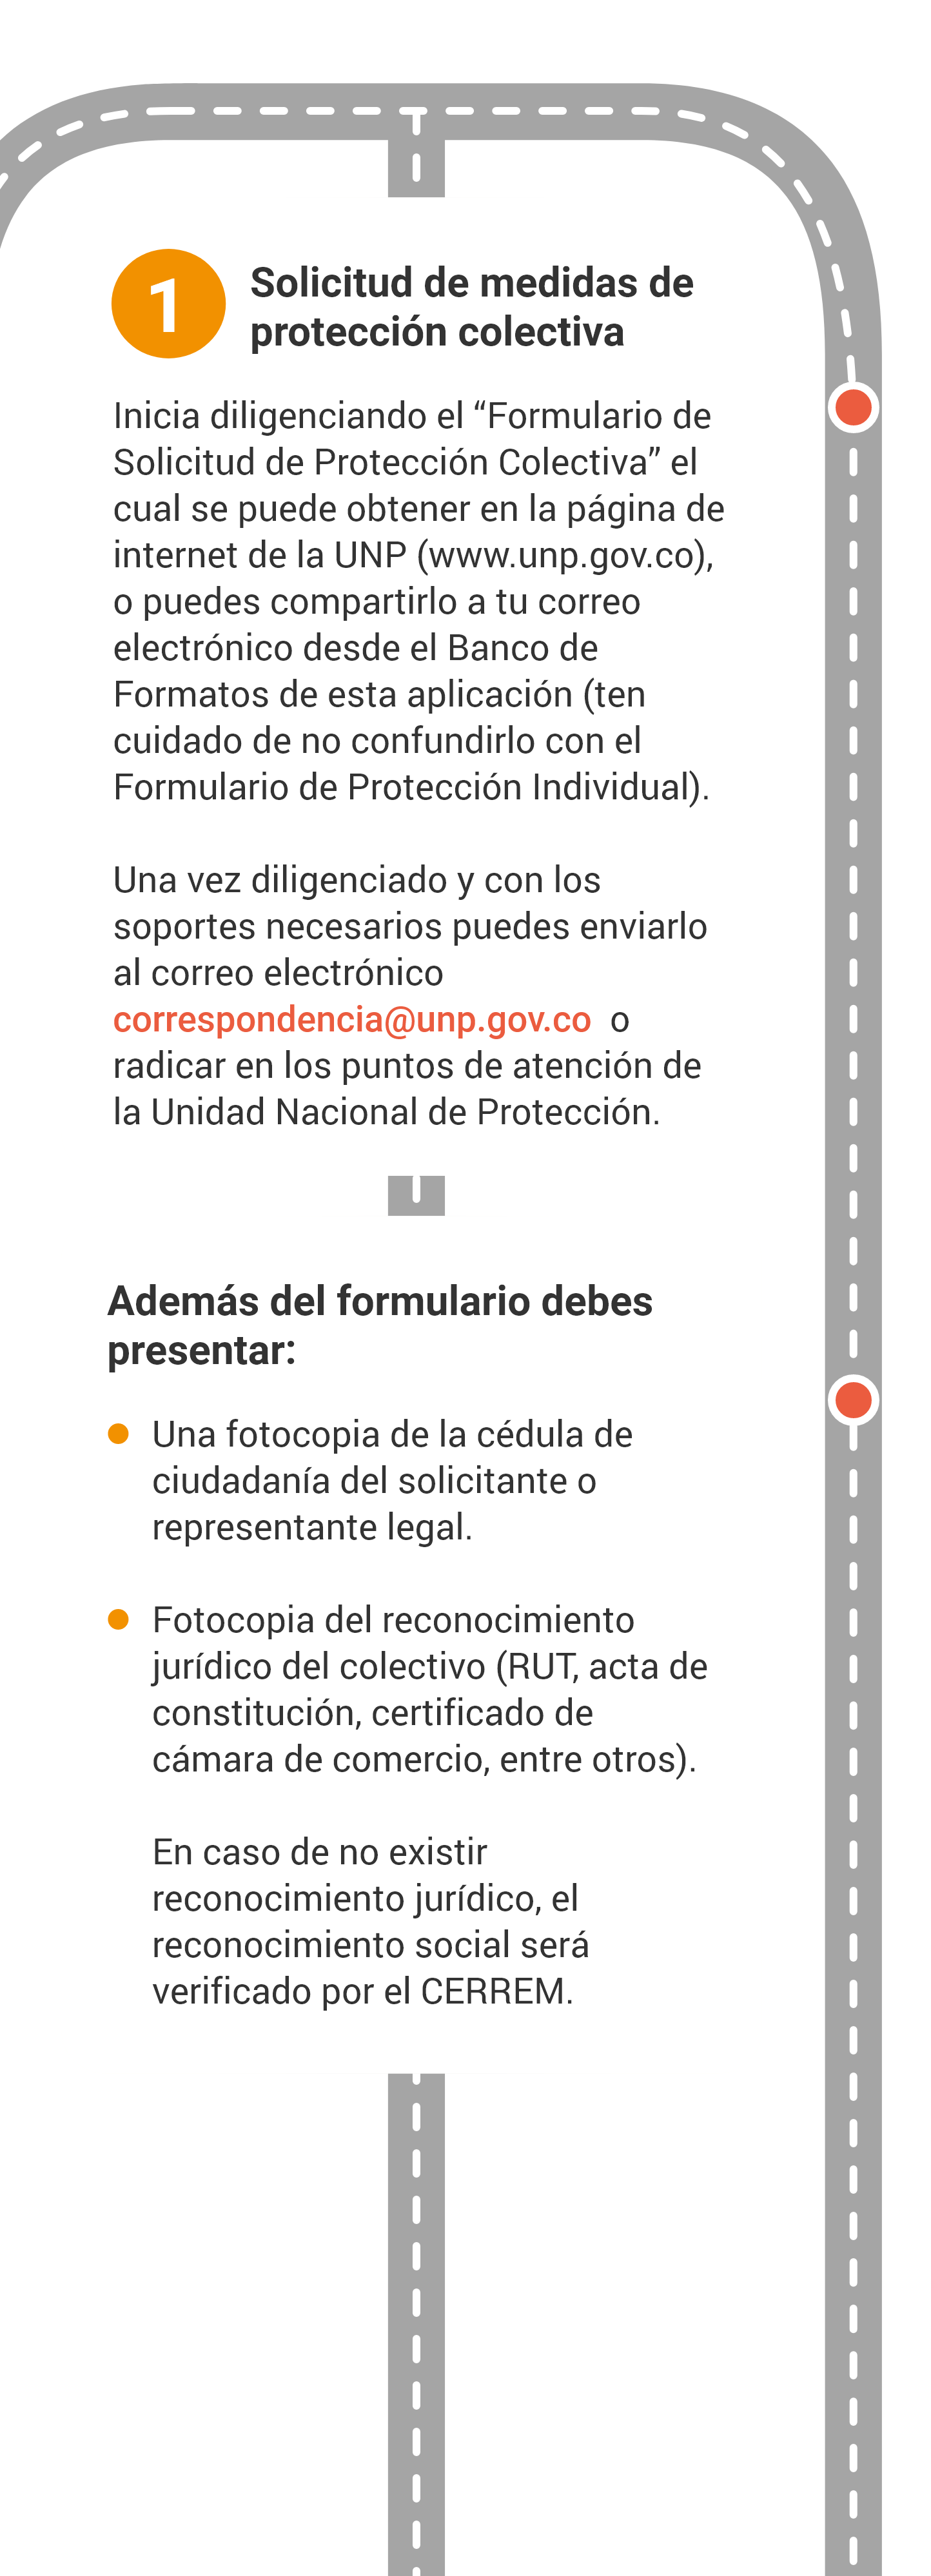 1
Solicitud de medidas de
protección colectiva
Inicia diligenciando el “Formulario de
Solicitud de Protección Colectiva” el
cual se puede obtener en la página de
internet de la UNP (www.unp.gov.co),
o puedes compartirlo a tu correo
electrónico desde el Banco de
Formatos de esta aplicación (ten
cuidado de no confundirlo con el
Formulario de Protección Individual).
Una vez diligenciado y con los
soportes necesarios puedes enviarlo
al correo electrónico
correspondencia@unp.gov.co o
radicar en los puntos de atención de
la Unidad Nacional de Protección.
Además del formulario debes
presentar:
Una fotocopia de la cédula de
ciudadanía del solicitante o
representante legal.
Fotocopia del reconocimiento
jurídico del colectivo (RUT, acta de
constitución, certificado de
cámara de comercio, entre otros).
En caso de no existir
reconocimiento jurídico, el
reconocimiento social será
verificado por el CERREM.